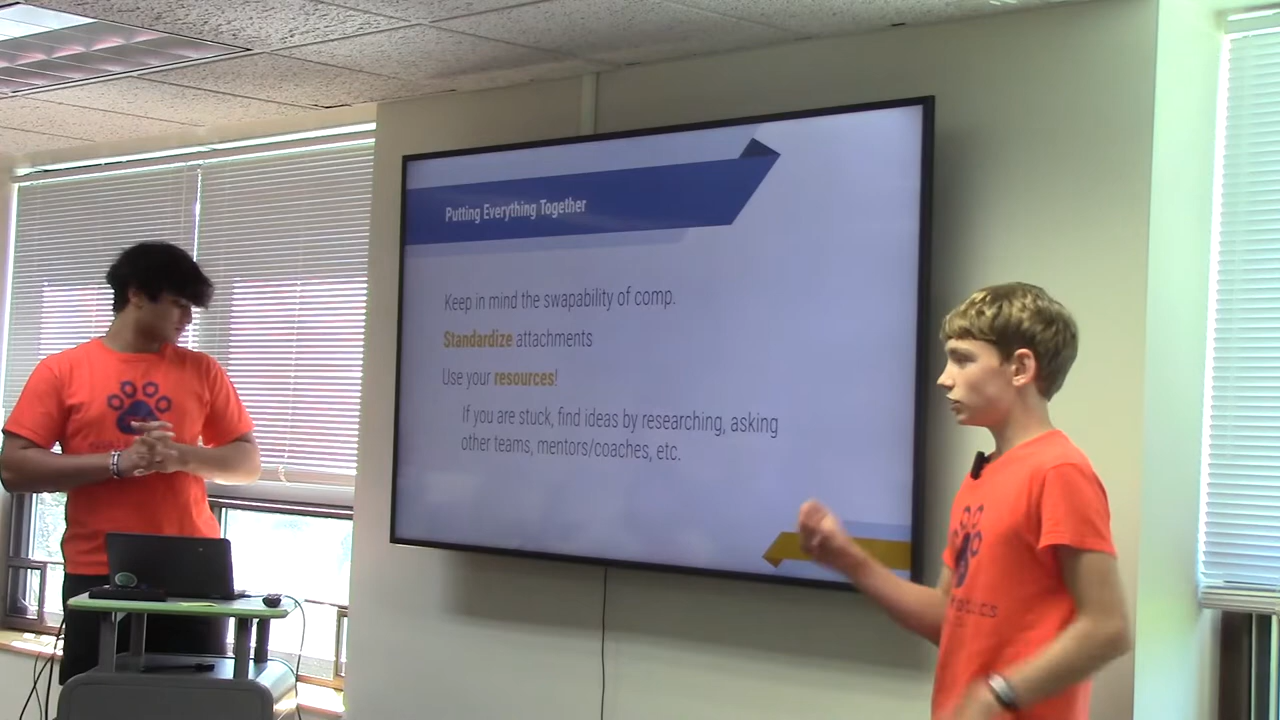 Putting Everything Together
Keep in mind the swapability of comp.
Standardize attachments
Use your resources!
If you are stuck, find ideas by researching, asking
other teams, mentors/coaches, etc.